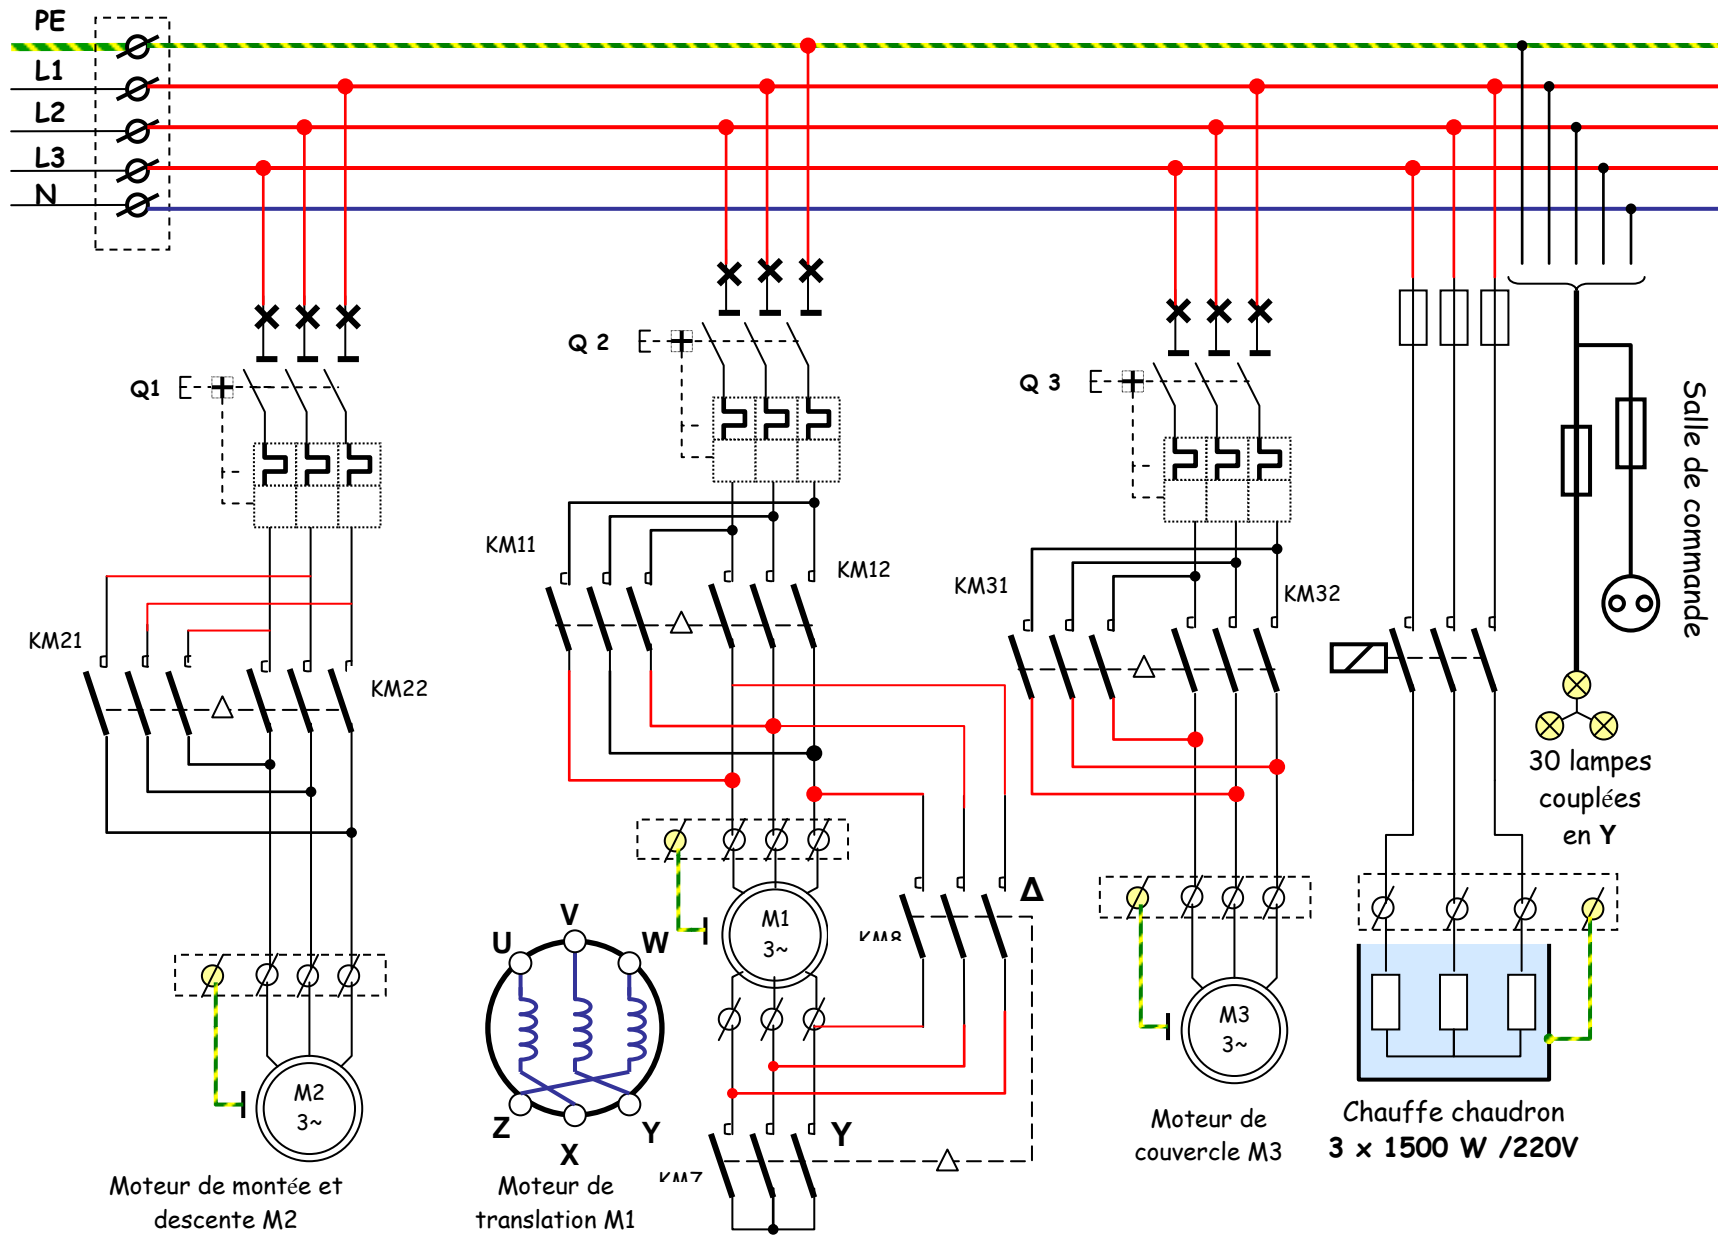 PE
L1
L2
L3
N
Q1
Q 2
Q 3
KM11
KM12
KM21
KM22
KM31
KM32
Salle de commande
30 lampes
couplées
en Y
M1
3~
KM8
Δ
U
V
W
Z
X
Y
KM7
Y
M2
3~
M3
3~
Moteur de montée et
descente M2
Moteur de
translation M1
Moteur de
couvercle M3
Chauffe chaudron
3 x 1500 W /220V